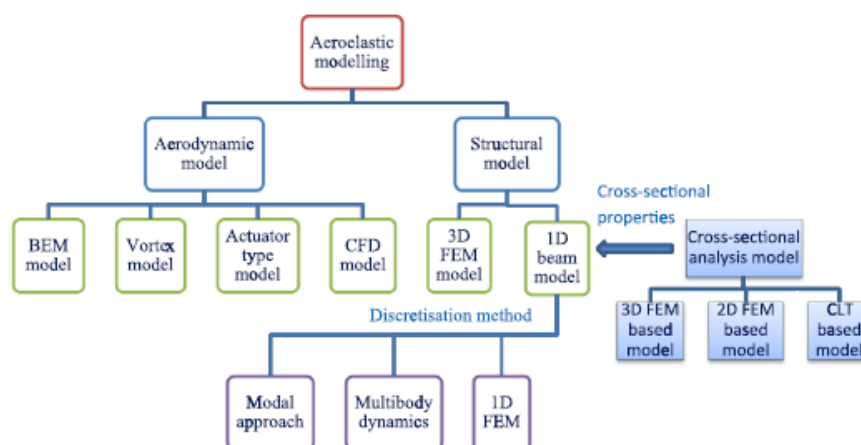 Aeroelastic
modelling
Aerodynamic
model
Structural
model
Cross-sectional
properties
BEM
model
Vortex
model
Actuator
type
model
CFD
model
3D
FEM
model
1D
beam
model
Cross-sectional
analysis model
Discretisation method
3D FEM
based
model
2D FEM
based
model
CLT
based
model
Modal
approach
Multibody
dynamics
1D
FEM